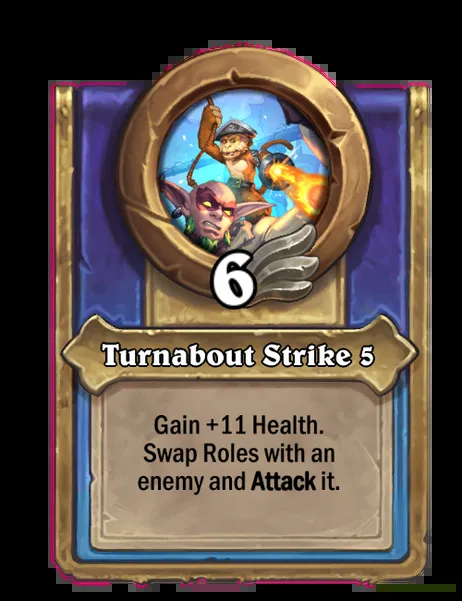 6
Turnabout Strike 5
Gain +11 Health.
Swap Roles with an
enemy and Attack it.